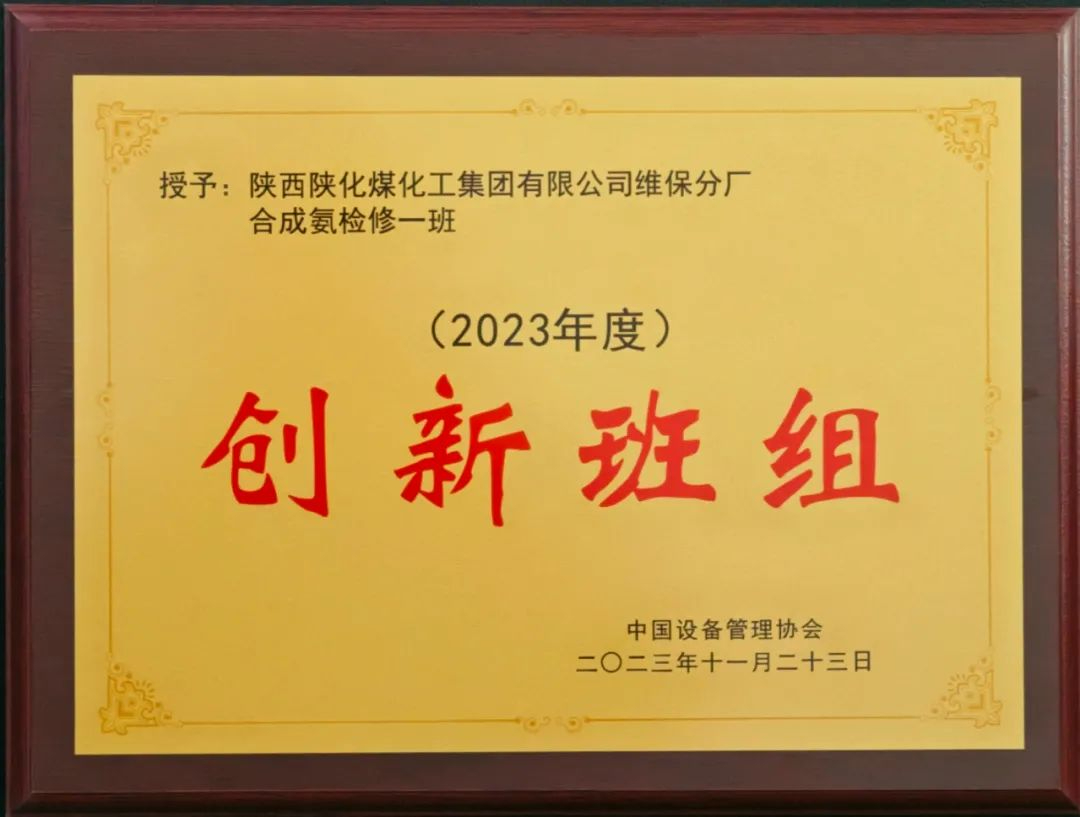 授予：陕西陕化煤化工集团有限公司维保分厂
合成氨检修一班
（2023年度）
创新班组
中国设备管理协会
二〇二三年十一月二十三日